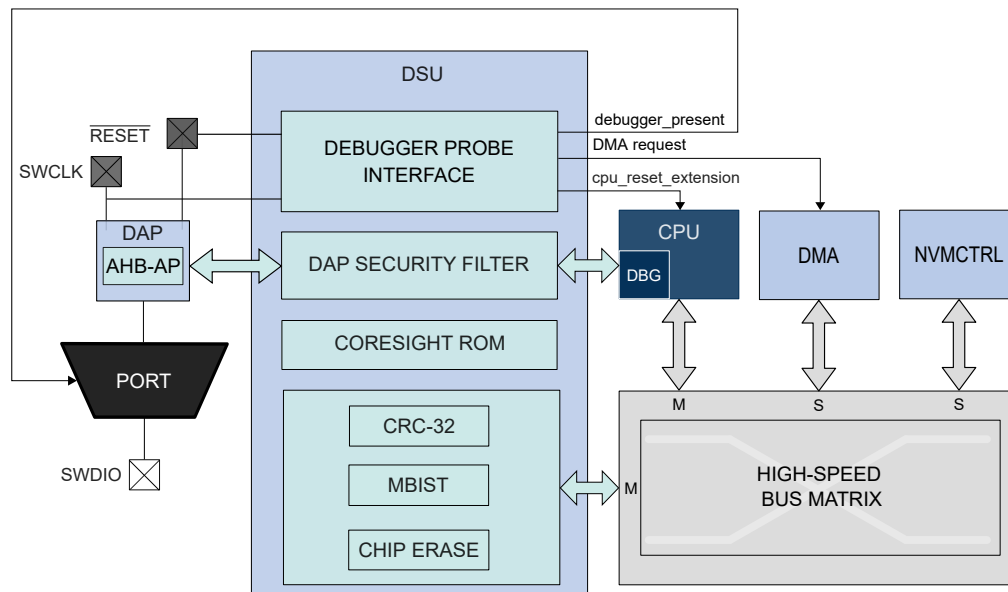 DSU
debugger_present
RESET
DEBUGGER PROBE
INTERFACE
DMA request
SWCLK
cpu_reset_extension
DAP
AHB-AP
DAP SECURITY FILTER
CPU
DBG
DMA
NVMCTRL
CORESIGHT ROM
PORT
M
S
S
CRC-32
SWDIO
MBIST
M
HIGH-SPEED
BUS MATRIX
CHIP ERASE